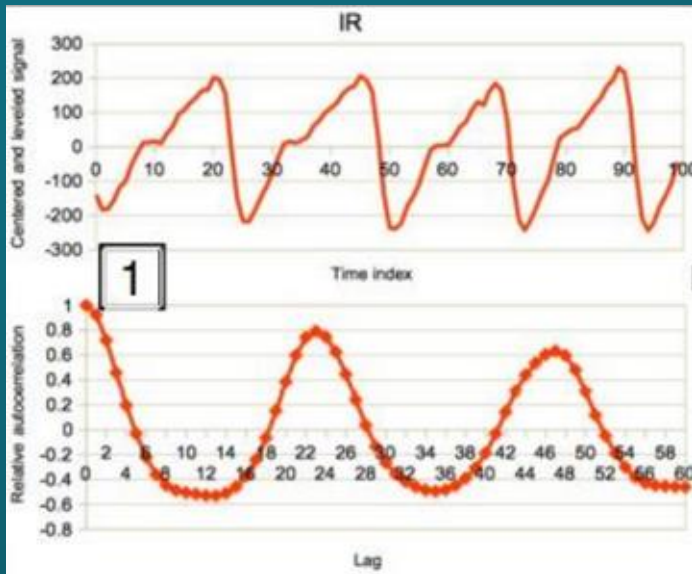 IR
Centered and leveled signal
300
200
100
0
-100
-200
-300
0 10 20 30 40 50 60 70 80 90 100
Time index
1
Relative autocorrelation
1
0.8
0.6
0.4
0.2
0
-0.2
-0.4
-0.6
-0.8
2 6 10 14 18 22 26 30 34 38 42 46 50 54 58
0 4 8 12 16 20 24 28 32 36 40 44 48 52 56 60
Lag